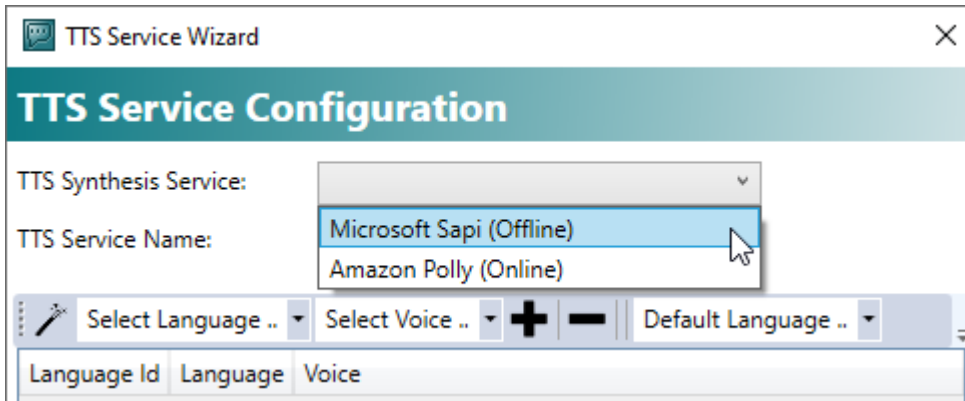 TTS Service Wizard
TTS Service Configuration
TTS Synthesis Service:
Microsoft Sapi (Offline)
TTS Service Name:
Amazon Polly (Online)
Select Language .. Select Voice .. Default Language ..
Language Id Language Voice